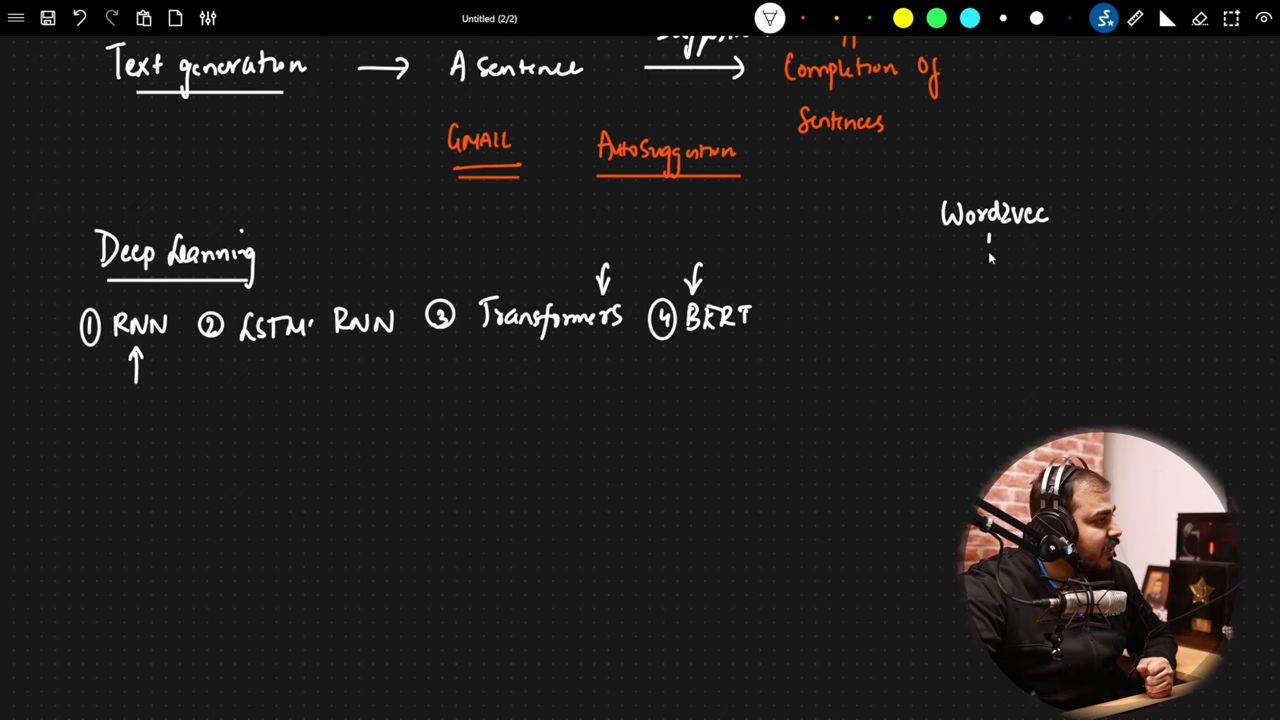 Untitled (2/2)
Text generation → A sentence → Completion of
Sentences
GMAIL AutoSuggestion
Word2vec
Deep Learning
① RNN ② LSTM RNN ③ Transformers ④ BERT